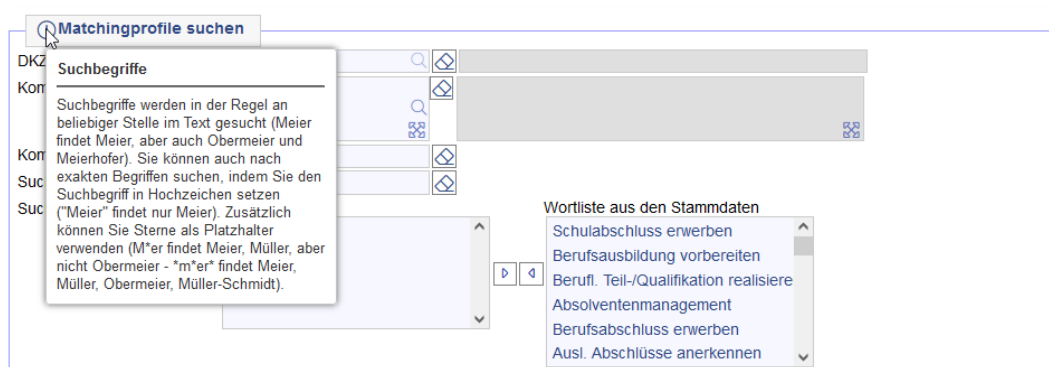 Matchingprofile suchen
DKZ
Suchbegriffe
Kom
Suchbegriffe werden in der Regel an
beliebiger Stelle im Text gesucht (Meier
findet Meier, aber auch Obermeier und
Meierhofer). Sie können auch nach
exakten Begriffen suchen, indem Sie den
Suchbegriff in Hochzeichen setzen
("Meier" findet nur Meier). Zusätzlich
können Sie Sterne als Platzhalter
verwenden (M*er findet Meier, Müller, aber
nicht Obermeier - *m*er* findet Meier,
Müller, Obermeier, Müller-Schmidt).
Kom
Suc
Suc
Wortliste aus den Stammdaten
Schulabschluss erwerben
Berufsausbildung vorbereiten
Berufl. Teil-/Qualifikation realisiere
Absolventenmanagement
Berufsabschluss erwerben
Ausl. Abschlüsse anerkennen